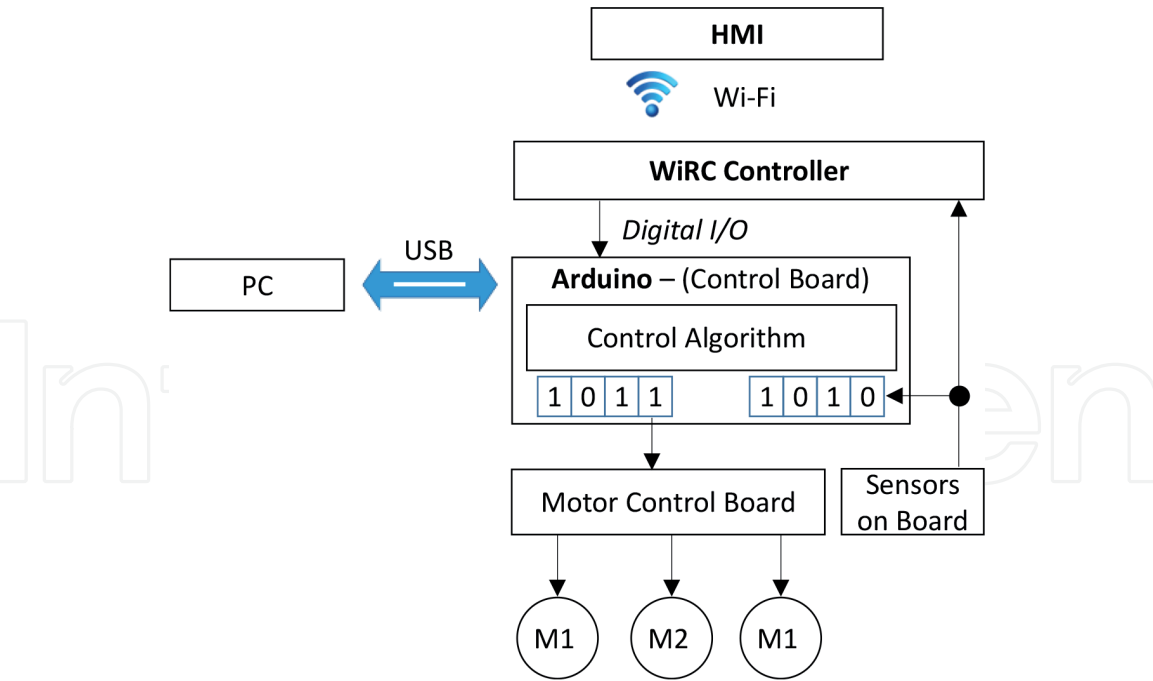 HMI
Wi-Fi
WiRC Controller
Digital I/O
USB
PC
Arduino – (Control Board)
Control Algorithm
1 0 1 1
1 0 1 0
Motor Control Board
Sensors
on Board
M1
M2
M1